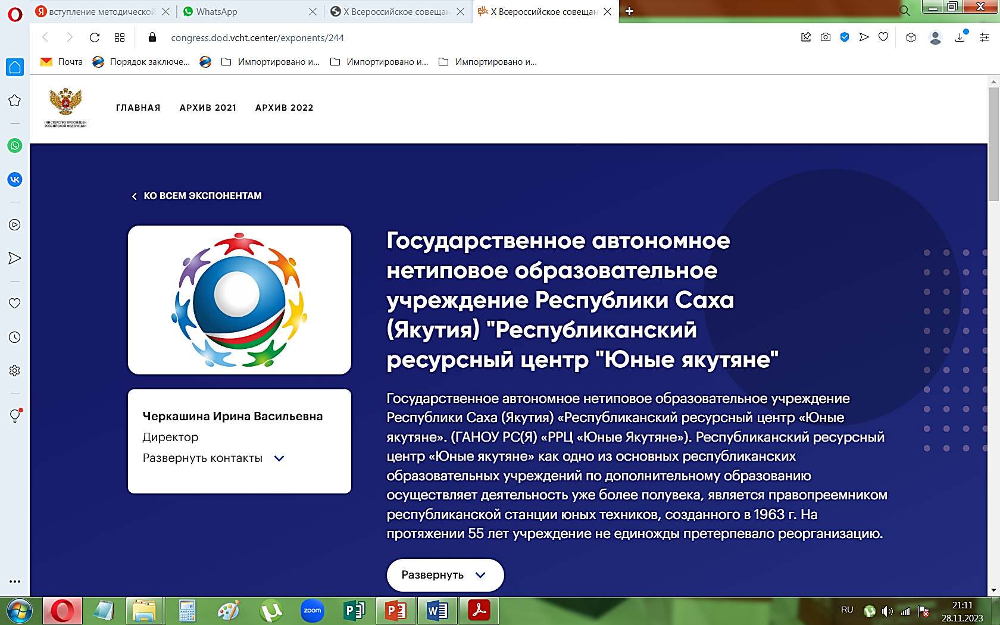 вступление методической
WhatsApp
X Всероссийское совещан
X Всероссийское совещан
congress.dod.vcht.center/exponents/244
Почта
Порядок заключе...
Импортировано и...
Импортировано и...
Импортировано и...
ГЛАВНАЯ
АРХИВ 2021
АРХИВ 2022
КО ВСЕМ ЭКСПОНЕНТАМ
Государственное автономное
нетиповое образовательное
учреждение Республики Саха
(Якутия) "Республиканский
ресурсный центр "Юные якутяне"
Черкашина Ирина Васильевна
Директор
Развернуть контакты
Государственное автономное нетиповое образовательное учреждение
Республики Саха (Якутия) «Республиканский ресурсный центр «Юные
якутяне». (ГАНОУ РС(Я) «РРЦ «Юные Якутяне»). Республиканский ресурсный
центр «Юные якутяне» как одно из основных республиканских
образовательных учреждений по дополнительному образованию
осуществляет деятельность уже более полувека, является правопреемником
республиканской станции юных техников, созданного в 1963 г. На
протяжении 55 лет учреждение не единожды претерпевало реорганизацию.
Развернуть
zoom
RU
21:11
28.11.2023